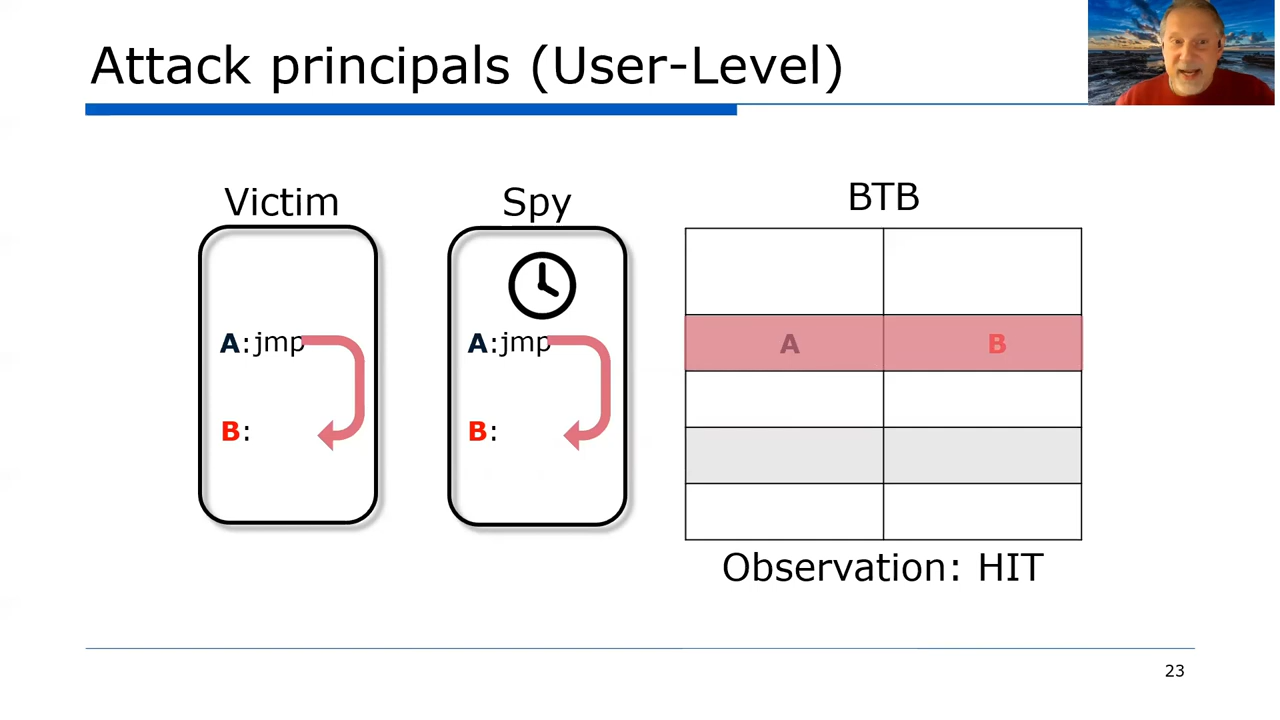 Attack principals (User-Level)
Victim
Spy
BTB
A:jmp
B:
A:jmp
B:
A
B
Observation: HIT
23